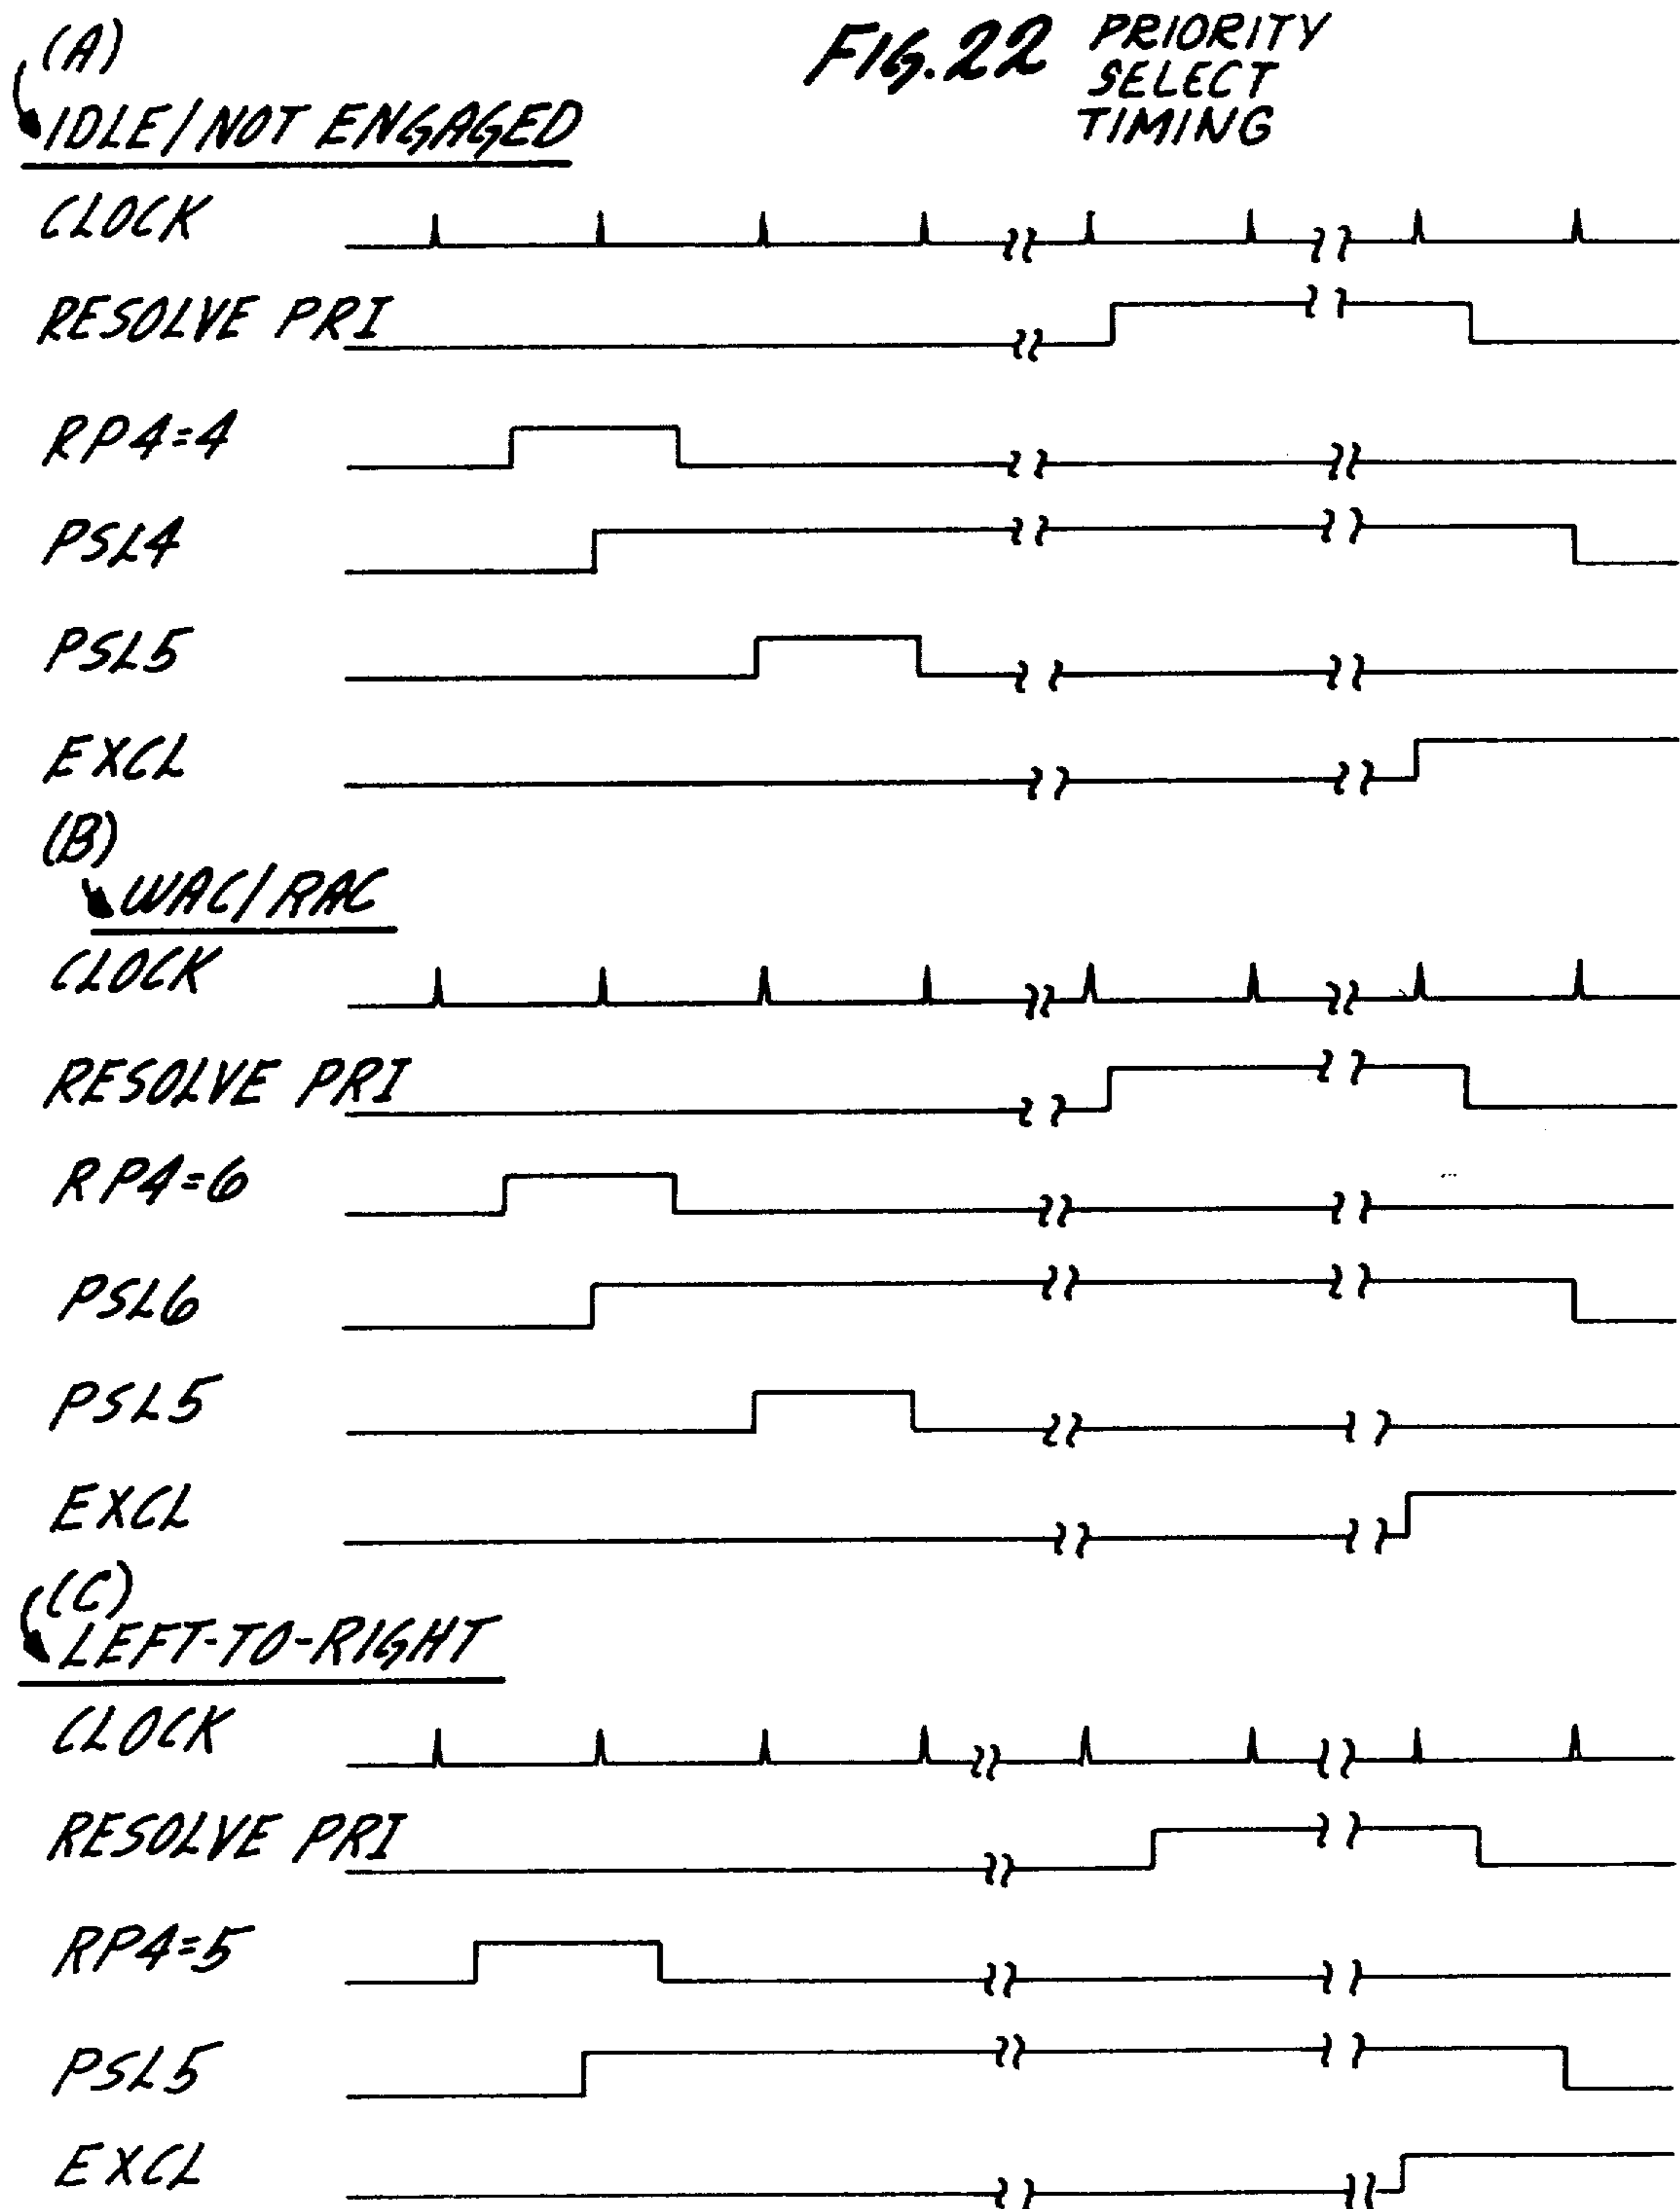 (A)
IDLE/NOT ENGAGED
FIG.22 PRIORITY
SELECT
TIMING
CLOCK
RESOLVE PRI
RP4=4
PSL4
PSL5
EXCL
(B)
WAC/RAC
CLOCK
RESOLVE PRI
RP4=6
PSL6
PSL5
EXCL
(C)
LEFT-TO-RIGHT
CLOCK
RESOLVE PRI
RP4=5
PSL5
EXCL